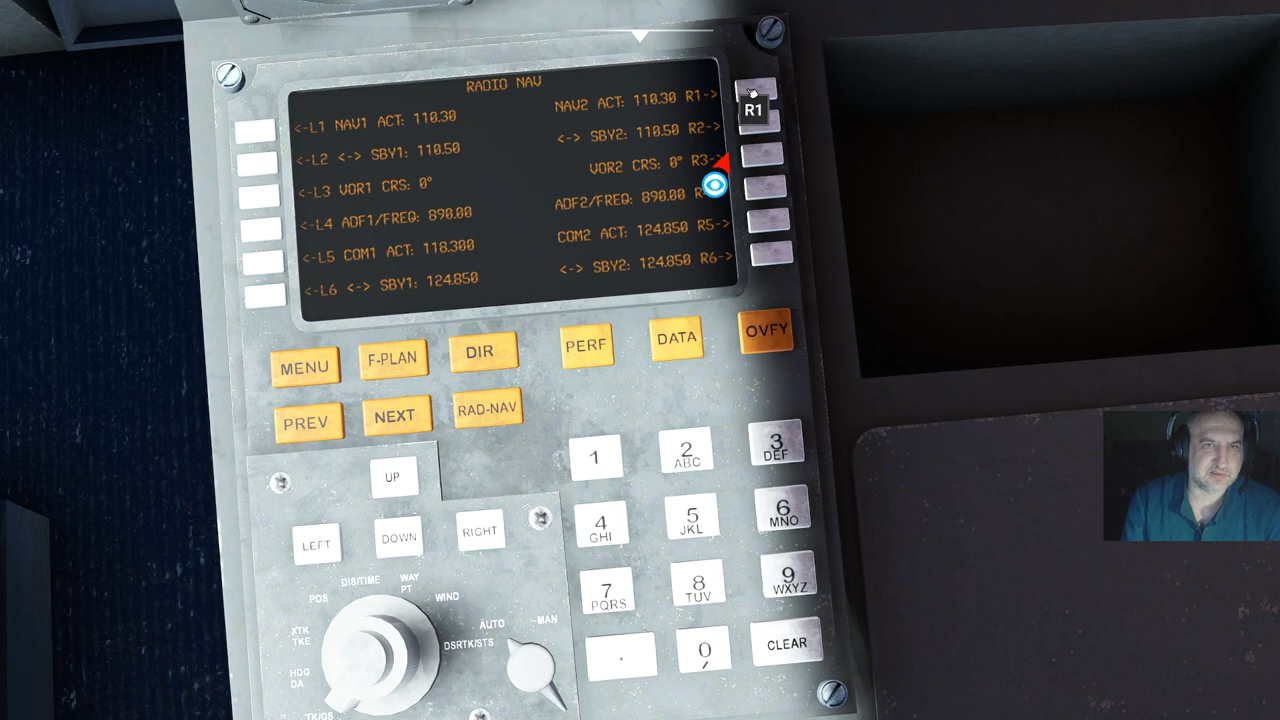 RADIO NAV
<-L1 NAV1 ACT: 110.30
NAV2 ACT: 110.30 R1->
R1
<-L2 <-> SBY1: 110.50
<-> SBY2: 110.50 R2->
<-L3 VOR1 CRS: 0°
VOR2 CRS: 0° R3-
<-L4 ADF1/FREQ: 890.00
ADF2/FREQ: 890.00
<-L5 COM1 ACT: 118.300
COM2 ACT: 124.850 R5->
<-L6 <-> SBY1: 124.850
<-> SBY2: 124.850 R6->
MENU F-PLAN DIR PERF DATA OVFY
PREV NEXT RAD-NAV
1 2 ABC 3 DEF
UP
LEFT DOWN RIGHT
4 GHI 5 JKL 6 MNO
7 PQRS 8 TUV 9 WXYZ
. 0 , CLEAR
TK/GS
HDG DA
XTK TKE
POS
DIS/TIME
WAY PT
WIND
DSRTK/STS
AUTO
MAN